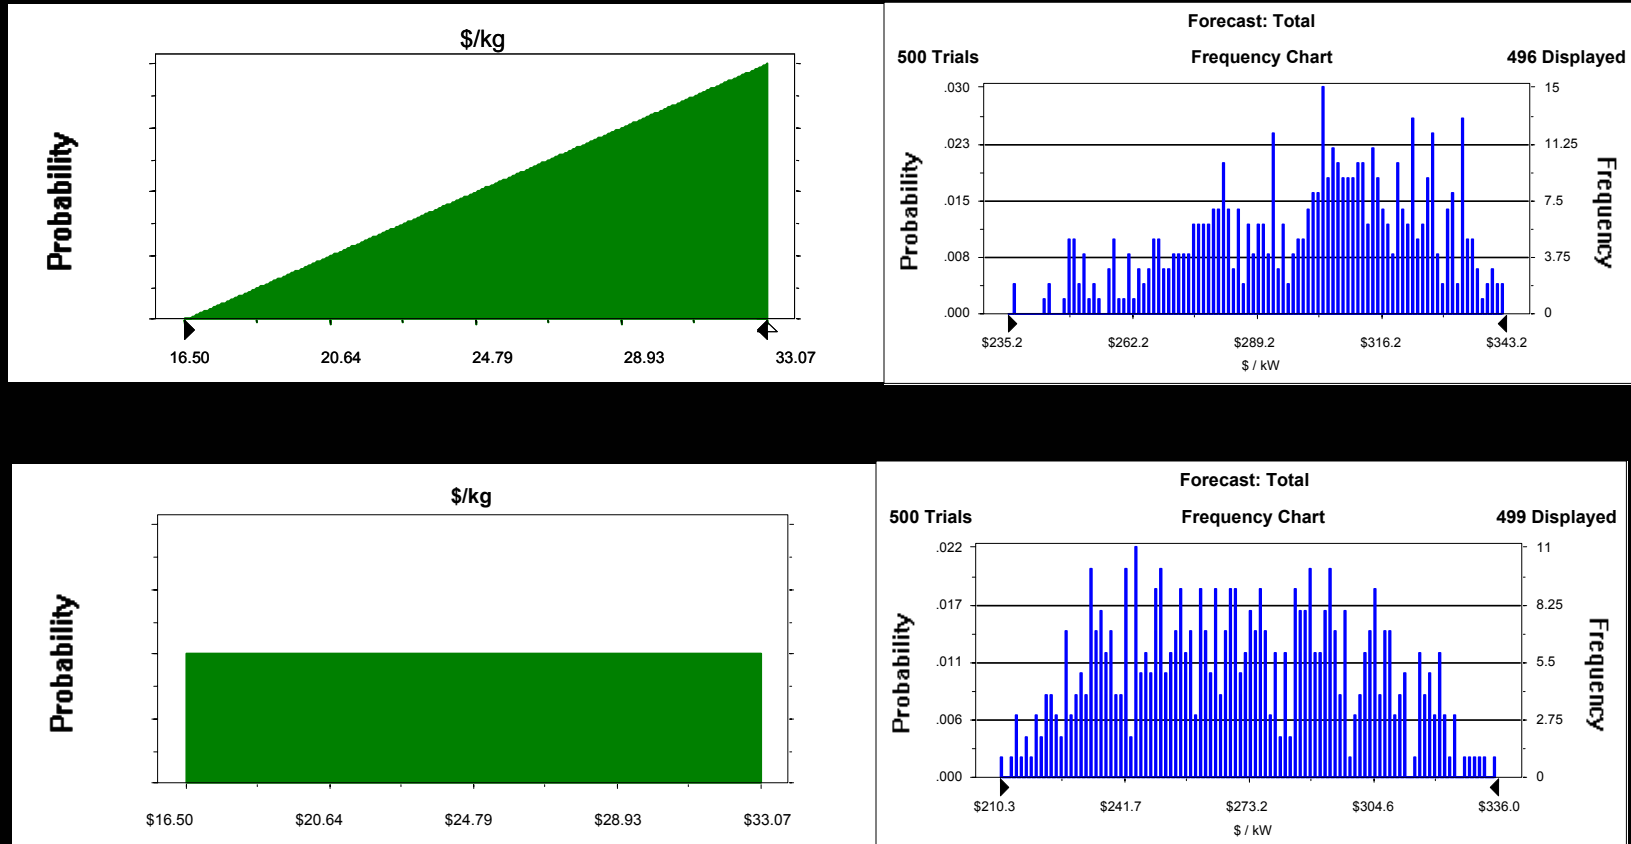 $/kg
Probability
16.50 20.64 24.79 28.93 33.07
Forecast: Total
500 Trials Frequency Chart 496 Displayed
.030 15
.023 11.25
.015 7.5
.008 3.75
.000 0
Probability
Frequency
$235.2 $262.2 $289.2 $316.2 $343.2
$ / kW
$/kg
Probability
$16.50 $20.64 $24.79 $28.93 $33.07
Forecast: Total
500 Trials Frequency Chart 499 Displayed
.022 11
.017 8.25
.011 5.5
.006 2.75
.000 0
Probability
Frequency
$210.3 $241.7 $273.2 $304.6 $336.0
$ / kW